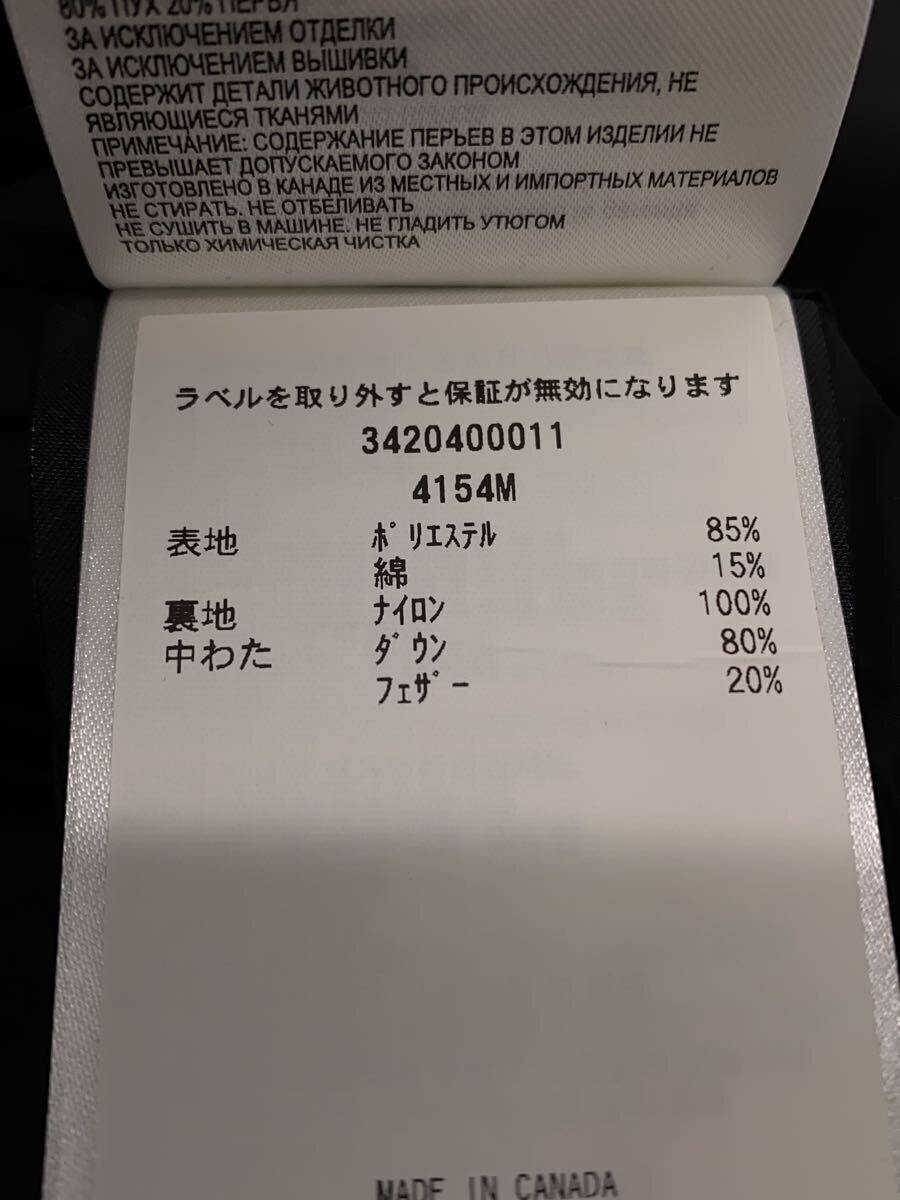 80% ПУХ 20% ПЕРЬЯ
ЗА ИСКЛЮЧЕНИЕМ ОТДЕЛКИ
ЗА ИСКЛЮЧЕНИЕМ ВЫШИВКИ
СОДЕРЖИТ ДЕТАЛИ ЖИВОТНОГО ПРОИСХОЖДЕНИЯ, НЕ
ЯВЛЯЮЩИЕСЯ ТКАНЯМИ
ПРИМЕЧАНИЕ: СОДЕРЖАНИЕ ПЕРЬЕВ В ЭТОМ ИЗДЕЛИИ НЕ
ПРЕВЫШАЕТ ДОПУСКАЕМОГО ЗАКОНОМ
ИЗГОТОВЛЕНО В КАНАДЕ ИЗ МЕСТНЫХ И ИМПОРТНЫХ МАТЕРИАЛОВ
НЕ СТИРАТЬ. НЕ ОТБЕЛИВАТЬ
НЕ СУШИТЬ В МАШИНЕ. НЕ ГЛАДИТЬ УТЮГОМ
ТОЛЬКО ХИМИЧЕСКАЯ ЧИСТКА
ラベルを取り外すと保証が無効になります
3420400011
4154M
表地 ﾎﾟﾘｴｽﾃﾙ 85%
綿 15%
裏地 ﾅｲﾛﾝ 100%
中わた ﾀﾞｳﾝ 80%
ﾌｪｻﾞｰ 20%
MADE IN CANADA